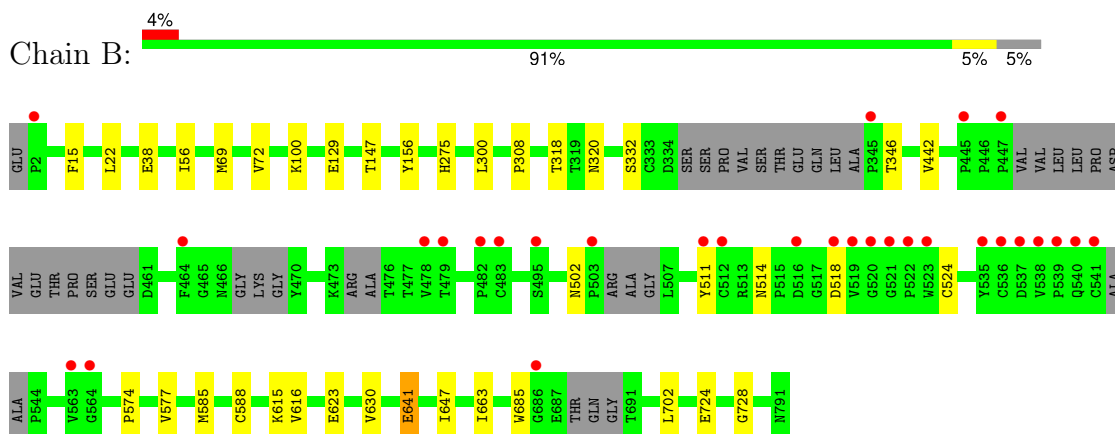 4%
Chain B:
91% 5% 5%
GLU P2 F15 L22 E38 I56 M69 V72 K100 E129 T147 Y156 H275 L300 P308 T318 T319 N320 S332 C333 D334 SER SER PRO VAL SER THR GLU GLN LEU ALA P345 T346 V442 P445 P446 P447 VAL VAL LEU LEU PRO ASP
VAL GLU THR PRO SER GLU GLU D461 F464 G465 N466 GLY LYS GLY Y470 K473 ARG ALA T476 T477 V478 T479 P482 C483 S495 N502 P503 ARG ALA GLY L507 Y511 C512 R513 N514 P515 D516 G517 D518 V519 G520 G521 P522 W523 C524 Y535 C536 D537 V538 P539 Q540 C541 ALA
ALA P544 V563 G564 P574 V577 M585 C588 K615 V616 E623 V630 E641 I647 I663 W685 G686 E687 THR GLN GLY T691 L702 E724 G728 N791